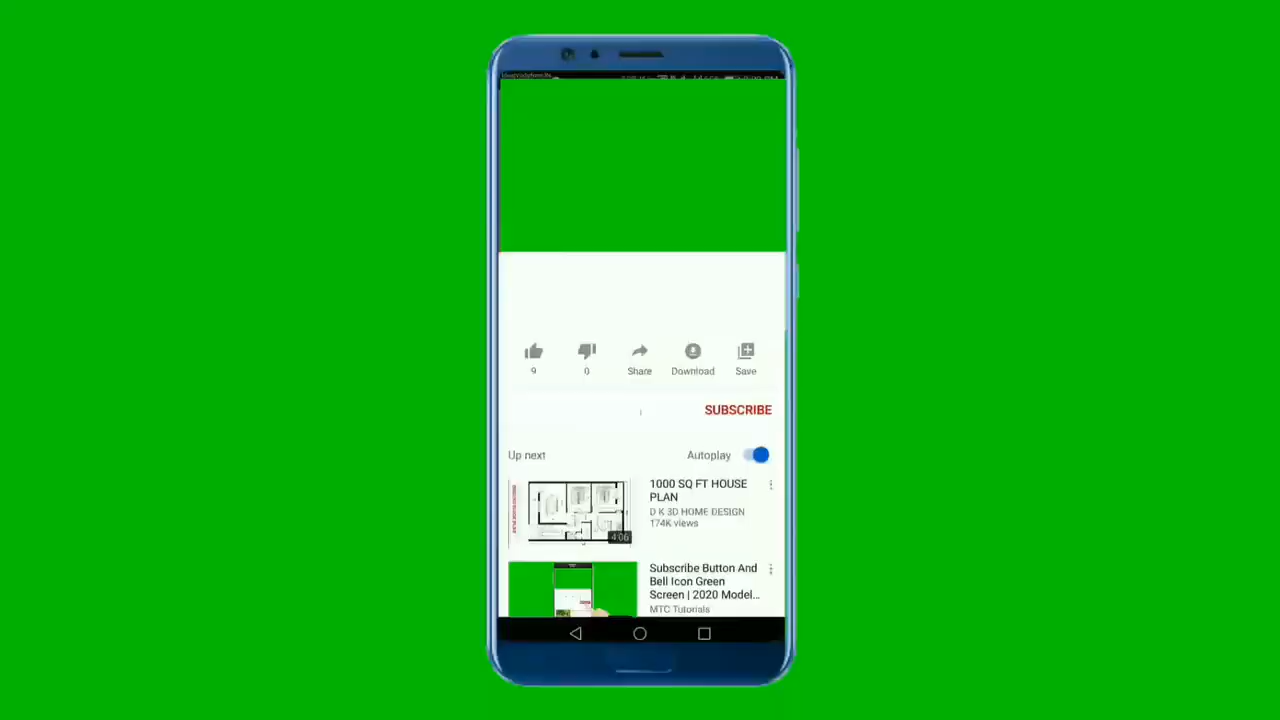 9
0
Share
Download
Save
SUBSCRIBE
Up next
Autoplay
1000 SQ FT HOUSE
PLAN
D K 3D HOME DESIGN
174K views
4:06
Subscribe Button And
Bell Icon Green
Screen | 2020 Model...
MTC Tutorials